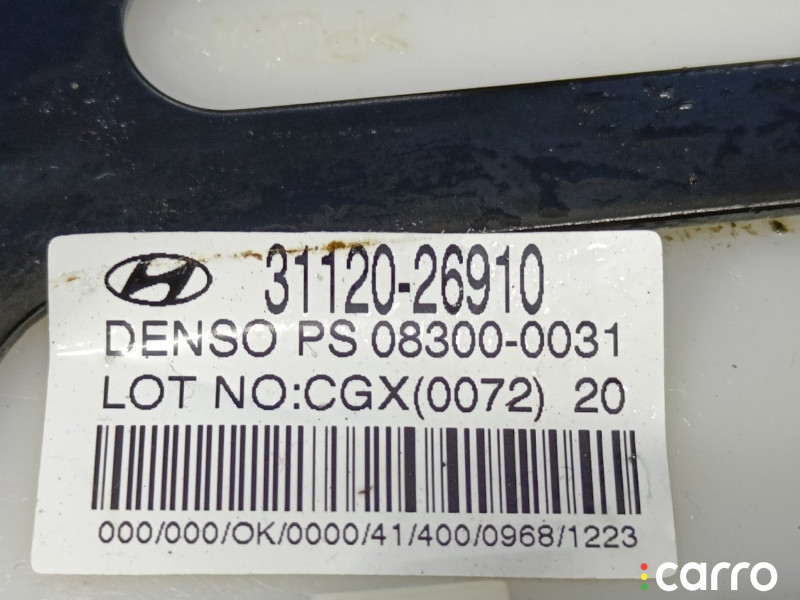 31120-26910
DENSO PS 08300-0031
LOT NO:CGX(0072) 20
000/000/OK/0000/41/400/0968/1223
carro